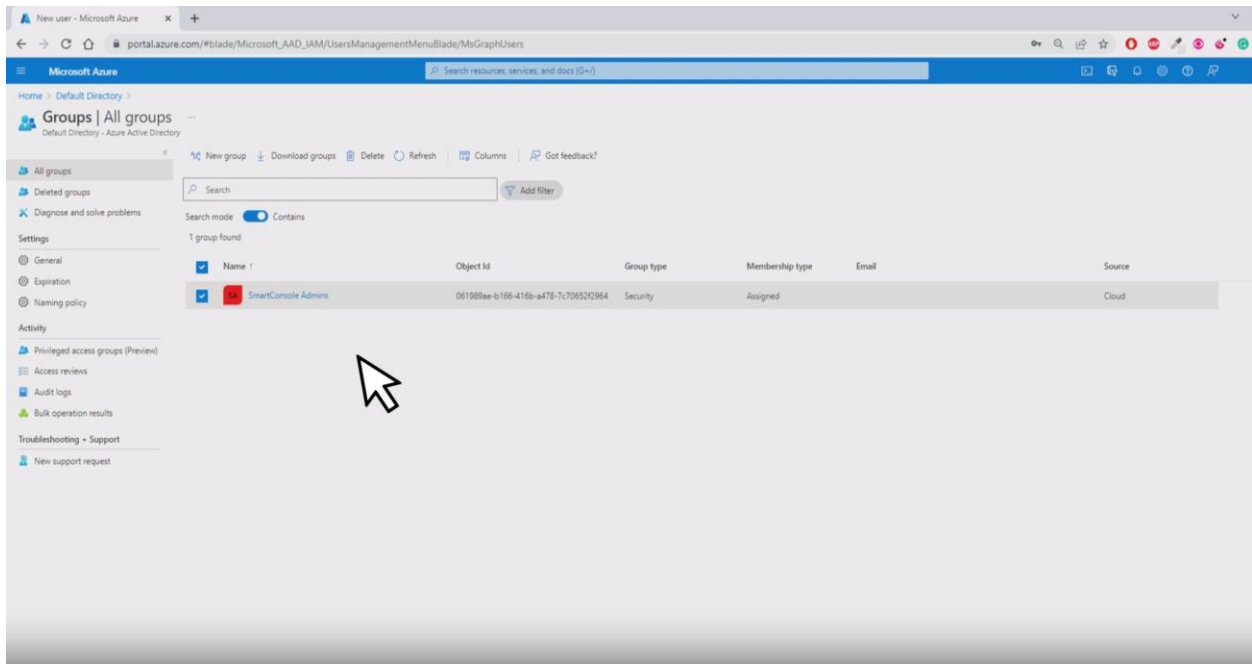 New user - Microsoft Azure
portal.azure.com/#blade/Microsoft_AAD_IAM/UsersManagementMenuBlade/MsGraphUsers
Microsoft Azure
Search resources, services, and docs (G+/)
Home > Default Directory >
Groups | All groups ...
Default Directory - Azure Active Directory
New group Download groups Delete Refresh Columns Got feedback?
All groups
Deleted groups
Diagnose and solve problems
Settings
General
Expiration
Naming policy
Activity
Privileged access groups (Preview)
Access reviews
Audit logs
Bulk operation results
Troubleshooting + Support
New support request
Search Add filter
Search mode Contains
1 group found
Name ↑ Object Id Group type Membership type Email Source
SA SmartConsole Admins 061989ae-b166-416b-a478-7c70652f2964 Security Assigned Cloud